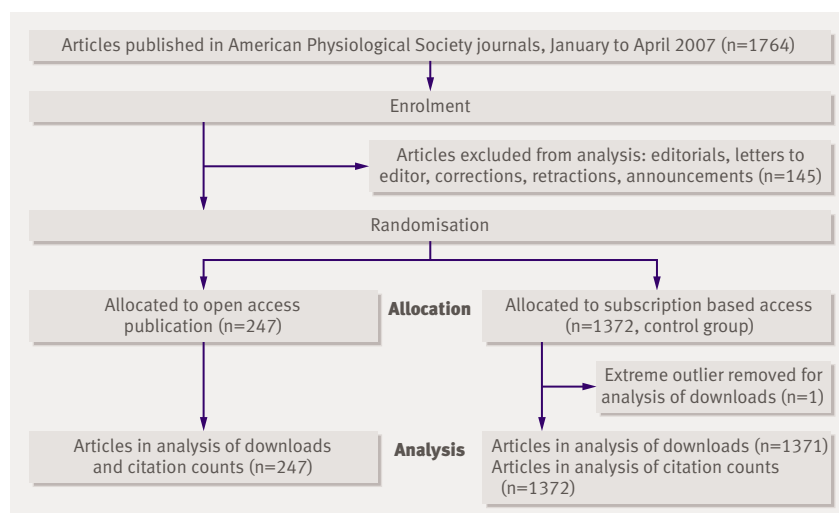 Articles published in American Physiological Society journals, January to April 2007 (n=1764)
Enrolment
Articles excluded from analysis: editorials, letters to
editor, corrections, retractions, announcements (n=145)
Randomisation
Allocated to open access
publication (n=247)
Allocation
Allocated to subscription based access
(n=1372, control group)
Extreme outlier removed for
analysis of downloads (n=1)
Articles in analysis of downloads
and citation counts (n=247)
Analysis
Articles in analysis of downloads (n=1371)
Articles in analysis of citation counts
(n=1372)